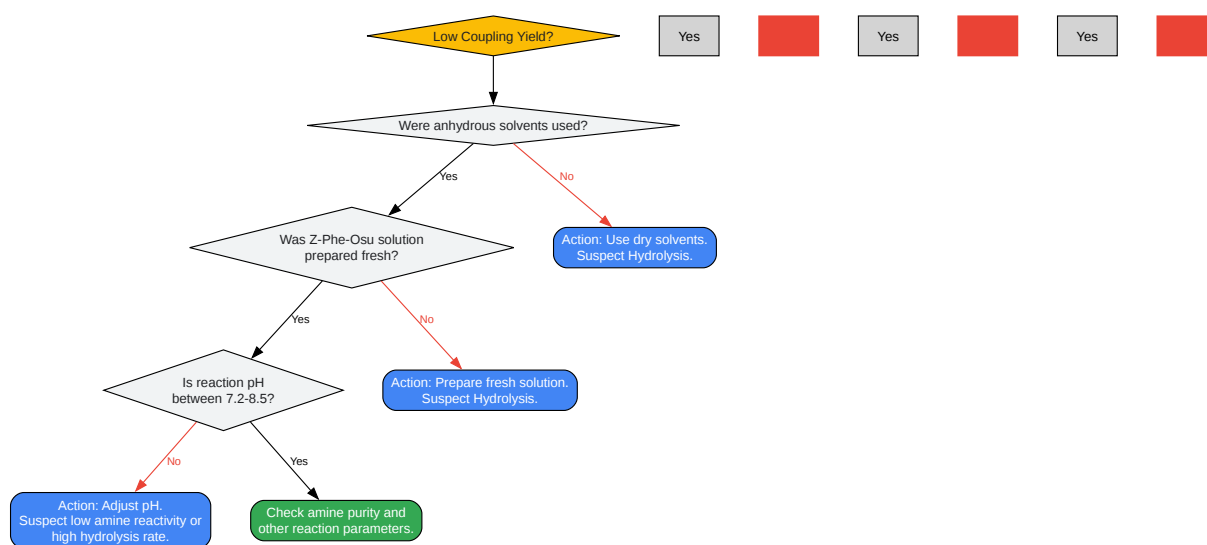 Low Coupling Yield?
Yes
Yes
Yes
Were anhydrous solvents used?
Yes
No
Was Z-Phe-Osu solution
prepared fresh?
Action: Use dry solvents.
Suspect Hydrolysis.
Yes
No
Is reaction pH
between 7.2-8.5?
Action: Prepare fresh solution.
Suspect Hydrolysis.
No
Yes
Action: Adjust pH.
Suspect low amine reactivity or
high hydrolysis rate.
Check amine purity and
other reaction parameters.